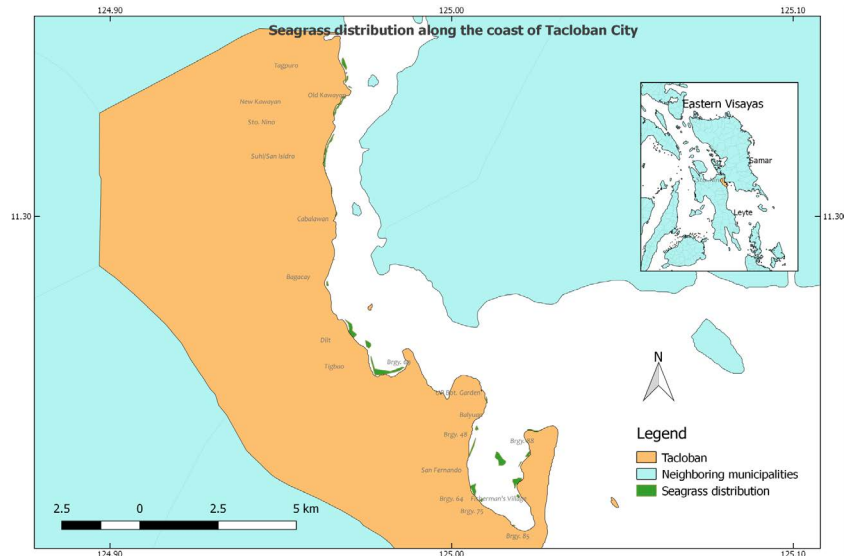 124.90
125.00
125.10
Seagrass distribution along the coast of Tacloban City
Tagpuro
Old Kawayan
New Kawayan
Sto. Nino
Suhi/San Isidro
11.30
11.30
Cabalawan
Bagacay
Diit
Tigbao
Brgy.
UP Bot. Garden
Balyuan
Brgy. 48
Brgy. 88
San Fernando
Brgy. 64
Fisherman's Village
Brgy. 75
Brgy. 85
Eastern Visayas
Samar
Leyte
N
Legend
Tacloban
Neighboring municipalities
Seagrass distribution
2.5 0 2.5 5 km
124.90
125.00
125.10